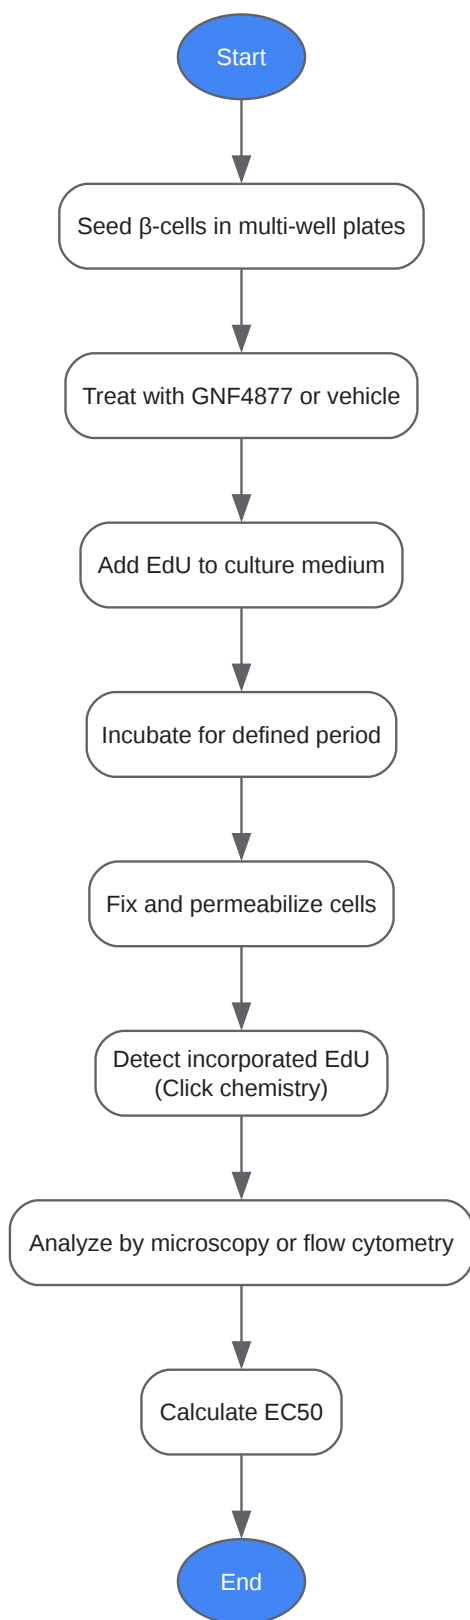 Start
Seed β-cells in multi-well plates
Treat with GNF4877 or vehicle
Add EdU to culture medium
Incubate for defined period
Fix and permeabilize cells
Detect incorporated EdU
(Click chemistry)
Analyze by microscopy or flow cytometry
Calculate EC50
End